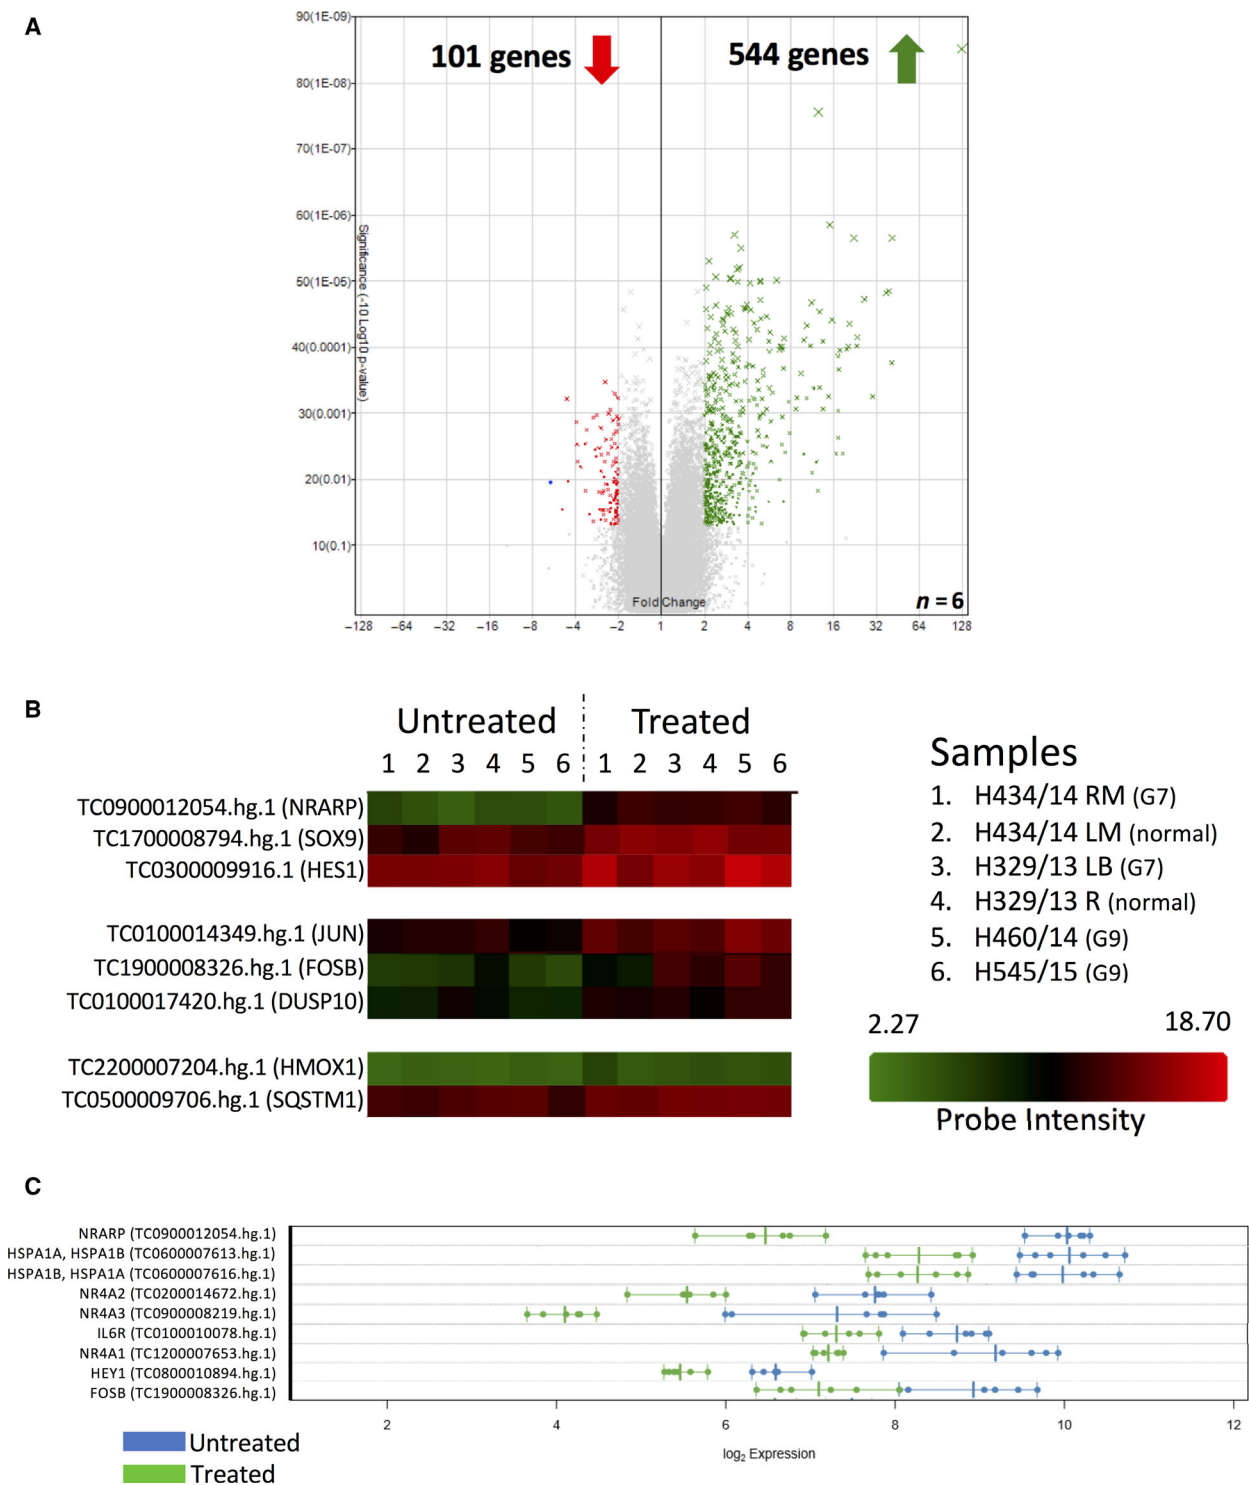 A
90(1E-09)
80(1E-08)
70(1E-07)
60(1E-06)
50(1E-05)
40(0.0001)
30(0.001)
20(0.01)
10(0.1)
Significance (-10 Log10 p-value)
101 genes
544 genes
Fold Change
n = 6
−128 −64 −32 −16 −8 −4 −2 1 2 4 8 16 32 64 128
B
Untreated Treated
1 2 3 4 5 6 1 2 3 4 5 6
TC0900012054.hg.1 (NRARP)
TC1700008794.hg.1 (SOX9)
TC0300009916.1 (HES1)
TC0100014349.hg.1 (JUN)
TC1900008326.hg.1 (FOSB)
TC0100017420.hg.1 (DUSP10)
TC2200007204.hg.1 (HMOX1)
TC0500009706.hg.1 (SQSTM1)
Samples
1. H434/14 RM (G7)
2. H434/14 LM (normal)
3. H329/13 LB (G7)
4. H329/13 R (normal)
5. H460/14 (G9)
6. H545/15 (G9)
2.27 18.70
Probe Intensity
C
NRARP (TC0900012054.hg.1)
HSPA1A, HSPA1B (TC0600007613.hg.1)
HSPA1B, HSPA1A (TC0600007616.hg.1)
NR4A2 (TC0200014672.hg.1)
NR4A3 (TC0900008219.hg.1)
IL6R (TC0100010078.hg.1)
NR4A1 (TC1200007653.hg.1)
HEY1 (TC0800010894.hg.1)
FOSB (TC1900008326.hg.1)
2 4 6 8 10 12
log2 Expression
Untreated
Treated